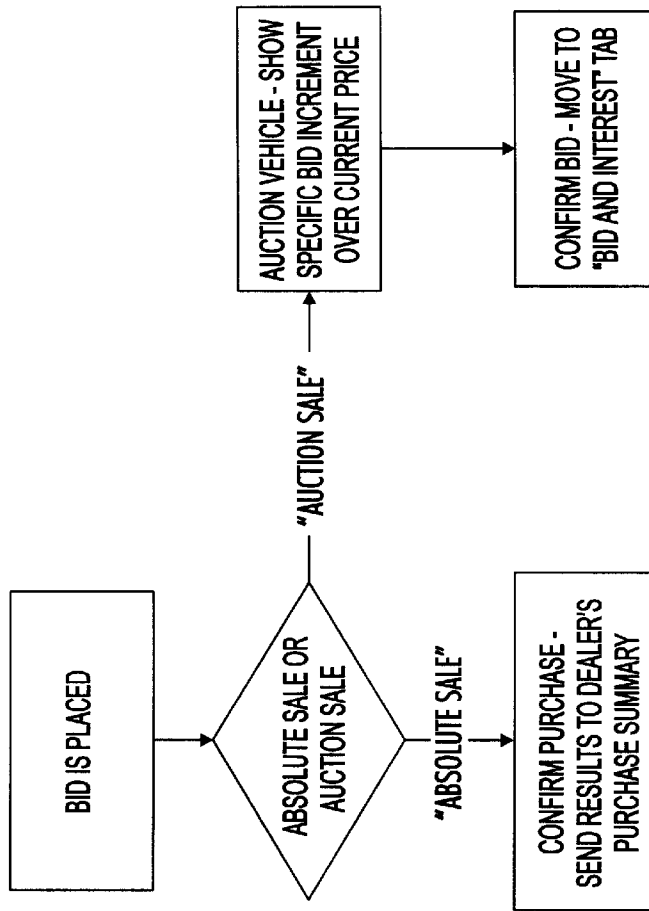 BID IS PLACED
ABSOLUTE SALE OR
AUCTION SALE
"AUCTION SALE"
AUCTION VEHICLE - SHOW
SPECIFIC BID INCREMENT
OVER CURRENT PRICE
"ABSOLUTE SALE"
CONFIRM PURCHASE -
SEND RESULTS TO DEALER'S
PURCHASE SUMMARY
CONFIRM BID - MOVE TO
"BID AND INTEREST" TAB